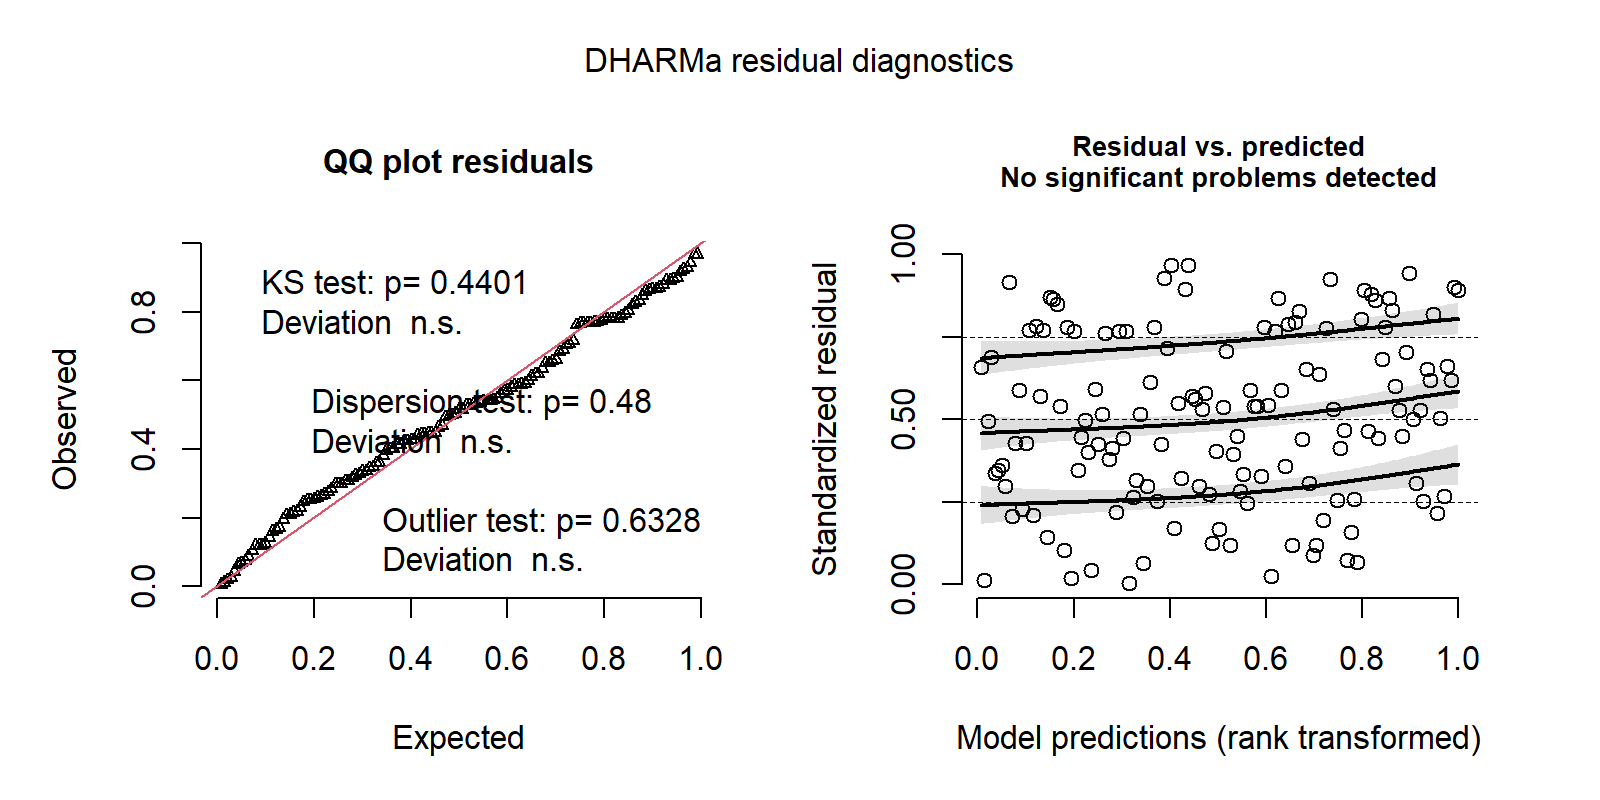 DHARMa residual diagnostics
QQ plot residuals
KS test: p= 0.4401
Deviation  n.s.
Dispersion test: p= 0.48
Deviation  n.s.
Outlier test: p= 0.6328
Deviation  n.s.
Observed
0.0
0.4
0.8
0.0 0.2 0.4 0.6 0.8 1.0
Expected
Residual vs. predicted
No significant problems detected
Standardized residual
0.00
0.50
1.00
0.0 0.2 0.4 0.6 0.8 1.0
Model predictions (rank transformed)